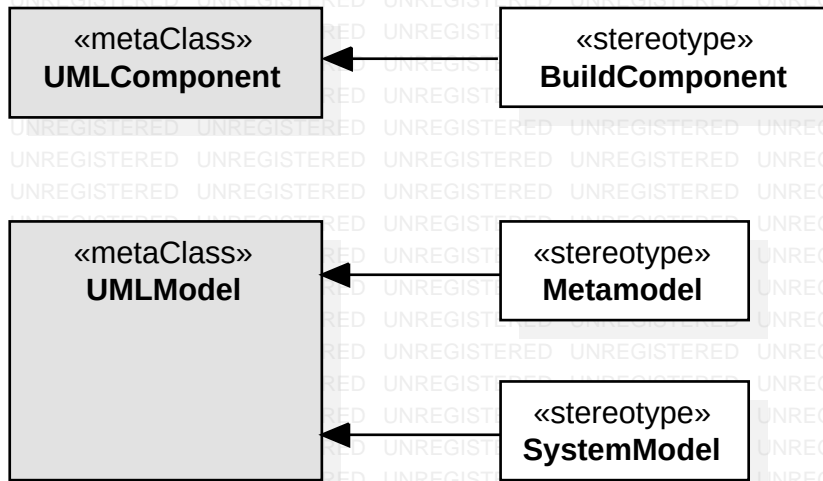 «metaClass»
UMLComponent
«stereotype»
BuildComponent
«metaClass»
UMLModel
«stereotype»
Metamodel
«stereotype»
SystemModel